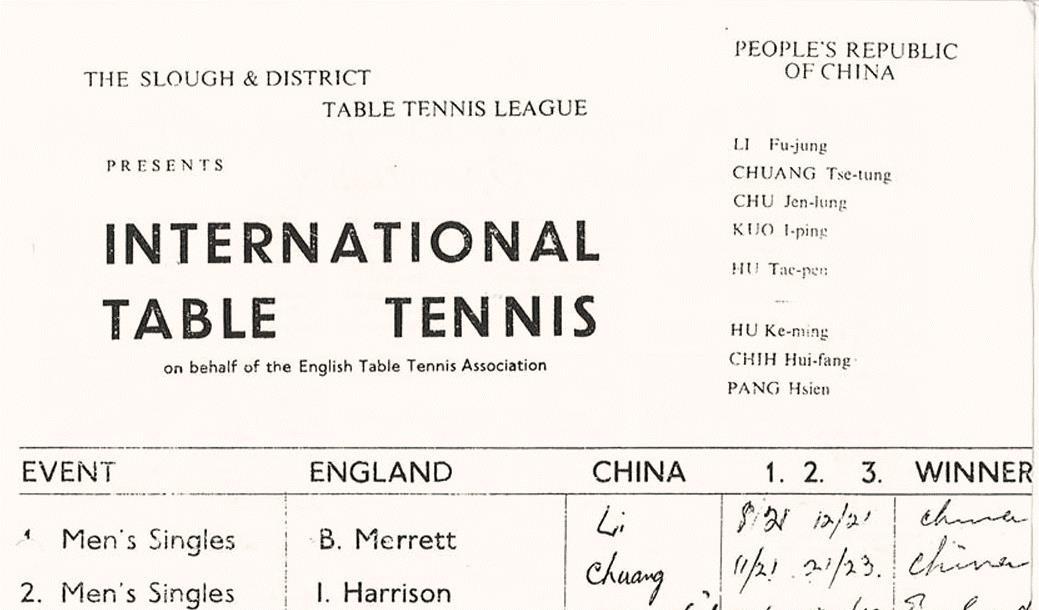 THE SLOUGH & DISTRICT
TABLE TENNIS LEAGUE
PRESENTS
INTERNATIONAL
TABLE TENNIS
on behalf of the English Table Tennis Association
PEOPLE'S REPUBLIC
OF CHINA
LI Fu-jung
CHUANG Tse-tung
CHU Jen-lung
KUO I-ping
HU Tae-pen
HU Ke-ming
CHIH Hui-fang
PANG Hsien
EVENT ENGLAND CHINA 1. 2. 3. WINNER
Men's Singles B. Merrett Li 12/21 China
2. Men's Singles I. Harrison Chuang 11/21 21/23. China